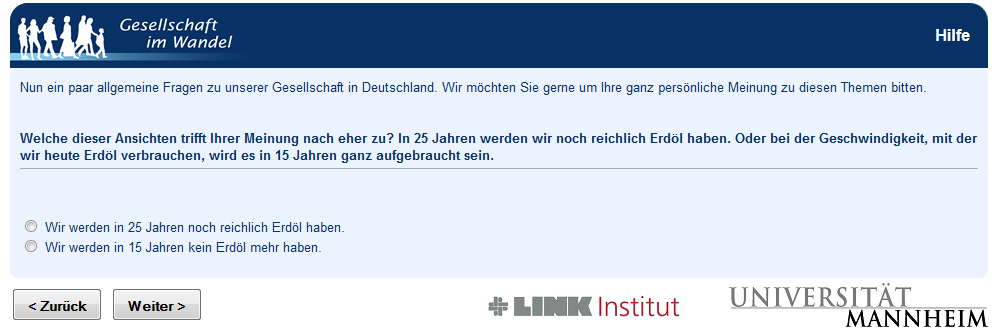 Gesellschaft
im Wandel
Hilfe
Nun ein paar allgemeine Fragen zu unserer Gesellschaft in Deutschland. Wir möchten Sie gerne um Ihre ganz persönliche Meinung zu diesen Themen bitten.
Welche dieser Ansichten trifft Ihrer Meinung nach eher zu? In 25 Jahren werden wir noch reichlich Erdöl haben. Oder bei der Geschwindigkeit, mit der
wir heute Erdöl verbrauchen, wird es in 15 Jahren ganz aufgebraucht sein.
Wir werden in 25 Jahren noch reichlich Erdöl haben.
Wir werden in 15 Jahren kein Erdöl mehr haben.
< Zurück Weiter >
LINK Institut
UNIVERSITÄT
MANNHEIM